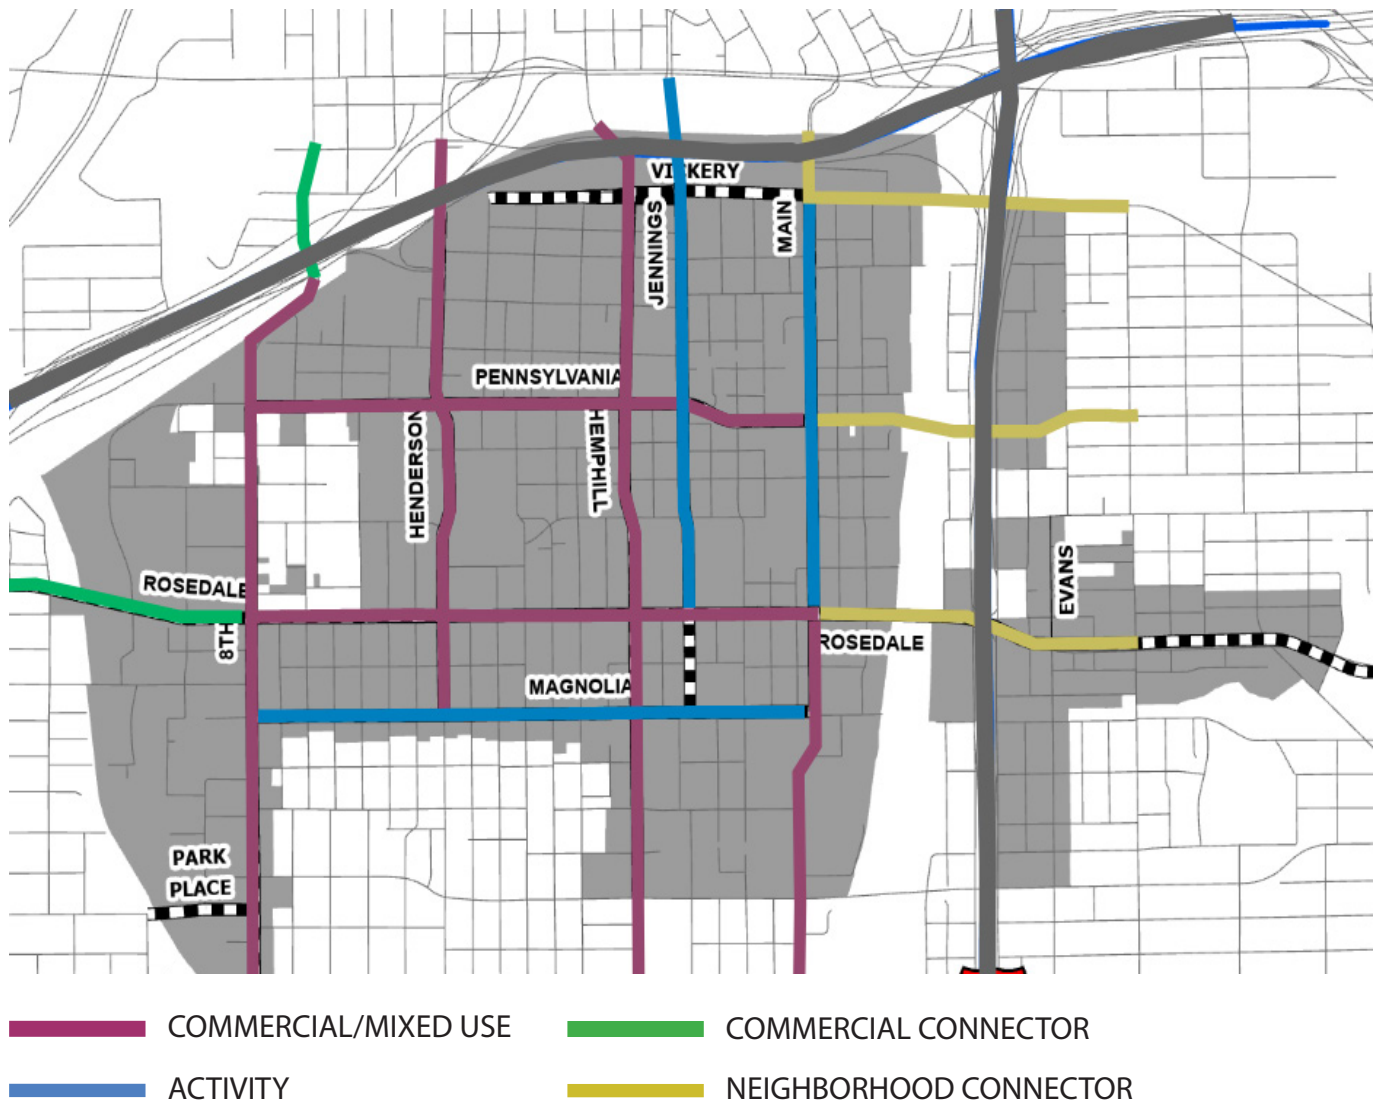 VICKERY
JENNINGS
MAIN
PENNSYLVANIA
HENDERSON
HEMPHILL
EVANS
ROSEDALE
8TH
ROSEDALE
MAGNOLIA
PARK
PLACE
COMMERCIAL/MIXED USE
COMMERCIAL CONNECTOR
ACTIVITY
NEIGHBORHOOD CONNECTOR